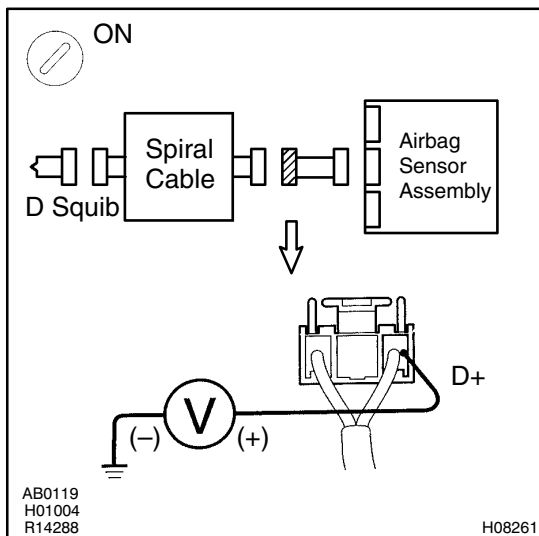 ON
Spiral
Cable
Airbag
Sensor
Assembly
D Squib
D+
V
(−)
(+)
AB0119
H01004
R14288
H08261